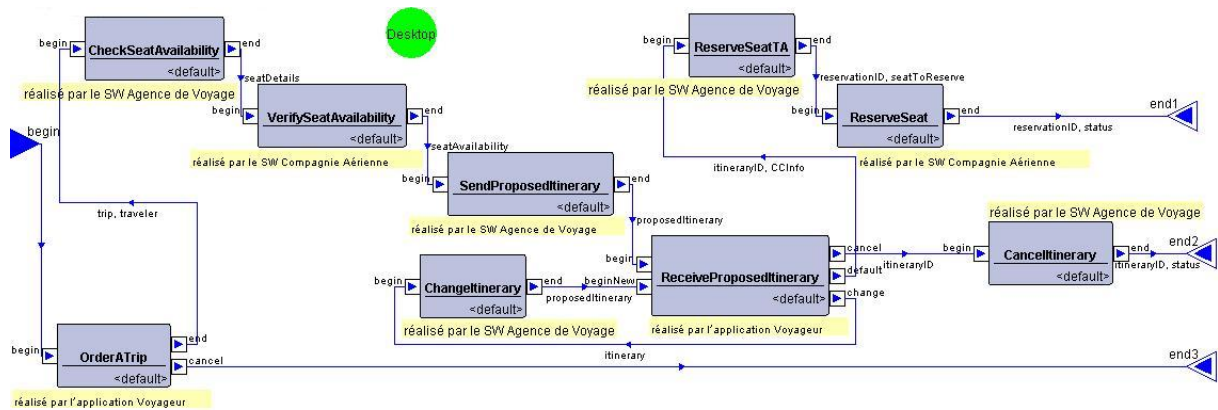 begin
CheckSeatAvailability
end
<default>
réalisé par le SW Agence de Voyage
seatDetails
Desktop
begin
ReserveSeatTA
end
<default>
réalisé par le SW Agence de Voyage
reservationID, seatToReserve
begin
VerifySeatAvailability
end
<default>
réalisé par le SW Compagnie Aérienne
seatAvailability
begin
ReserveSeat
end
<default>
réalisé par le SW Compagnie Aérienne
reservationID, status
end1
begin
trip, traveler
begin
SendProposedItinerary
end
<default>
réalisé par le SW Agence de Voyage
proposedItinerary
itineraryID, CCInfo
begin
beginNew
ReceiveProposedItinerary
cancel
default
change
<default>
réalisé par l'application Voyageur
itineraryID
réalisé par le SW Agence de Voyage
begin
CancelItinerary
end
<default>
itineraryID, status
end2
begin
ChangeItinerary
end
<default>
proposedItinerary
réalisé par le SW Agence de Voyage
itinerary
begin
OrderATrip
end
cancel
<default>
réalisé par l'application Voyageur
end3